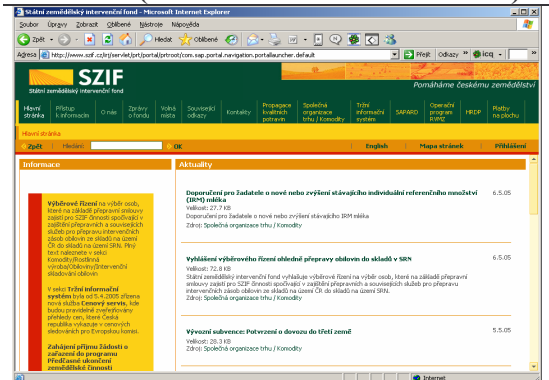 Státní zemědělský intervenční fond - Microsoft Internet Explorer
Soubor Úpravy Zobrazit Oblíbené Nástroje Nápověda
Zpět Hledat Oblíbené
Adresa http://www.szif.cz/irj/servlet/prt/portal/prtroot/com.sap.portal.navigation.portallauncher.default Přejít Odkazy icq
SZIF
Státní zemědělský intervenční fond
Pomáháme českému zemědělství
Hlavní stránka
Přístup k informacím
O nás
Zprávy o fondu
Volná místa
Související odkazy
Kontakty
Propagace kvalitních potravin
Společná organizace trhu / Komodity
Tržní informační systém
SAPARD
Operační program RVMZ
HRDP
Platby na plochu
Hlavní stránka
Zpět Hledání: OK English Mapa stránek Přihlášení
Informace
Výběrové řízení na výběr osob,
které na základě přepravní smlouvy
zajistí pro SZIF činnosti spočívající v
zajištění přepravních a souvisejících
služeb pro přepravu intervenčních
zásob obilovin ze skladů na území
ČR do skladů na území SRN. Plný
text naleznete v sekci
Komodity/Rostlinná
výroba/Obiloviny/Intervenční
skladování obilovin
V sekci Tržní informační
systém byla od 5.4.2005 zřízena
nová služba Cenový servis, kde
budou pravidelně zveřejňovány
přehledy cen, které Česká
republika vykazuje v cenových
sledováních pro Evropskou komisi.
Zahájení příjmu žádostí o
zařazení do programu
Předčasné ukončení
zemědělské činnosti
Aktuality
Doporučení pro žadatele o nové nebo zvýšení stávajícího individuální referenčního množství 6.5.05
(IRM) mléka
Velikost: 27.7 KB
Doporučení pro žadatele o nové nebo zvýšení stávajícího IRM mléka
Zdroj: Společná organizace trhu / Komodity
Vyhlášení výběrového řízení ohledně přepravy obilovin do skladů v SRN 6.5.05
Velikost: 72.8 KB
Státní zemědělský intervenční fond vyhlašuje výběrové řízení na výběr osob, které na základě přepravní
smlouvy zajistí pro SZIF činnosti spočívající v zajištění přepravních a souvisejících služeb pro přepravu
intervenčních zásob obilovin ze skladů na území ČR do skladů na území SRN.
Zdroj: Společná organizace trhu / Komodity
Vývozní subvence: Potvrzení o dovozu do třetí země 5.5.05
Velikost: 28.3 KB
Zdroj: Společná organizace trhu / Komodity
Internet